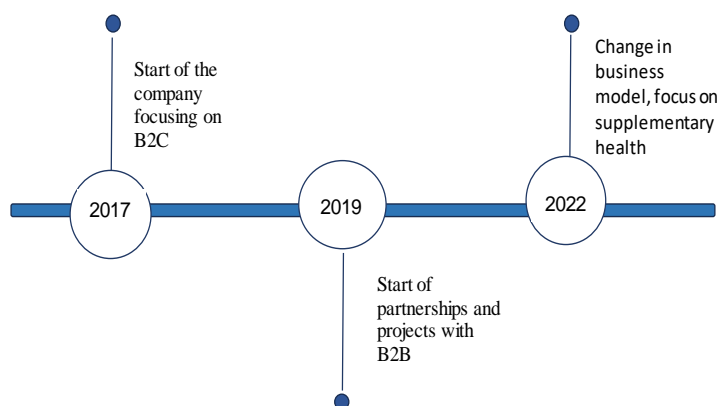 Start of the
company
focusing on
B2C
Change in
business
model, focus on
supplementary
health
2017
2019
2022
Start of
partnerships and
projects with
B2B